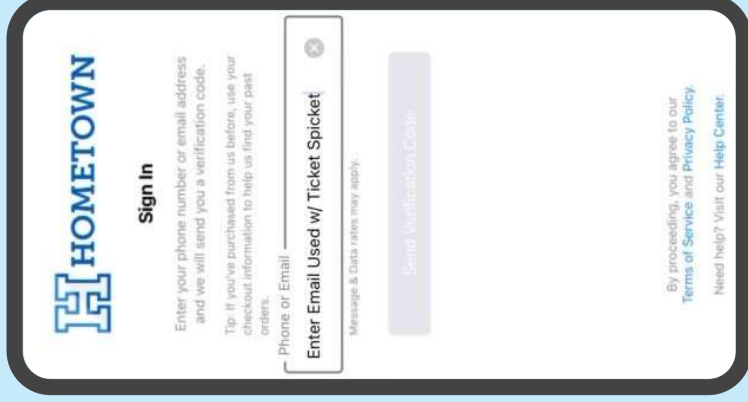 HOMETOWN
Sign In
Enter your phone number or email address
and we will send you a verification code.
Tip: If you've purchased from us before, use your
checkout information to help us find your past
orders.
Phone or Email
Enter Email Used w/ Ticket Spicket
Message & Data rates may apply.
Send Verification Code
By proceeding, you agree to our
Terms of Service and Privacy Policy.
Need help? Visit our Help Center.